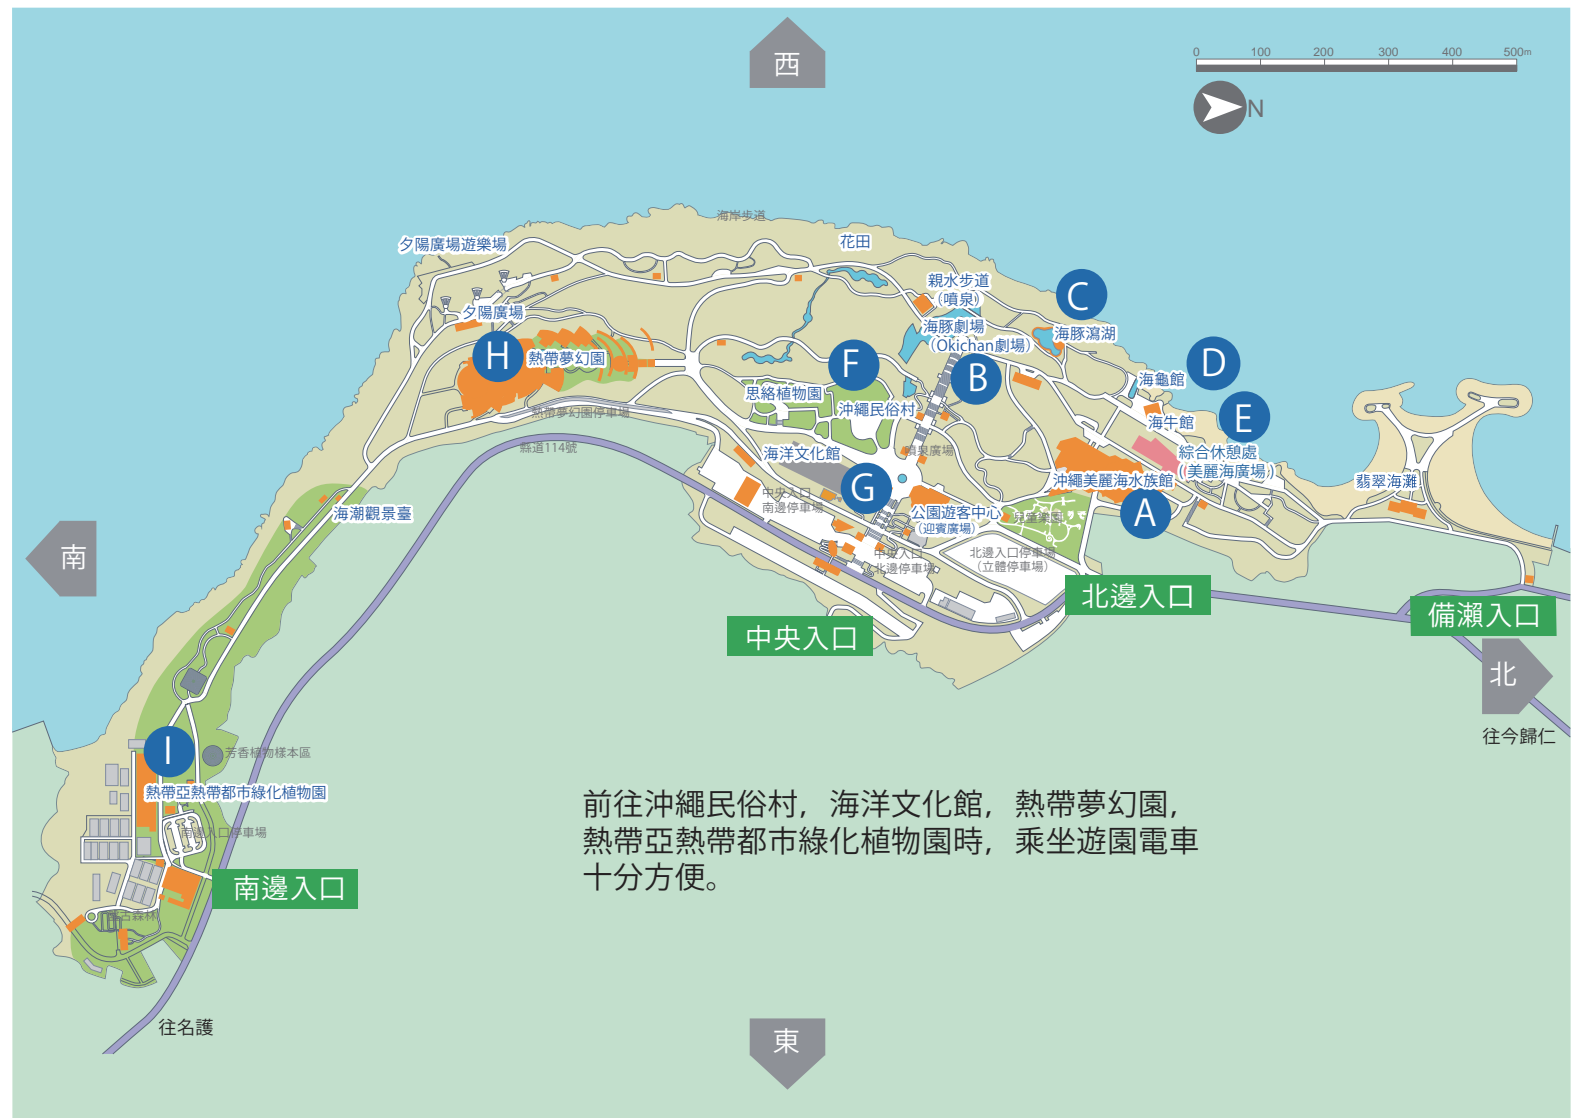 西
0 100 200 300 400 500m
N
海岸步道
夕陽廣場遊樂場
花田
親水步道
（噴泉）
C
夕陽廣場
海豚劇場
（Okichan劇場）
海豚瀉湖
H
熱帶夢幻園
F
B
D
海龜館
思絡植物園
沖繩民俗村
熱帶夢幻園停車場
E
海牛館
縣道114號
海洋文化館
噴泉廣場
綜合休憩處
（美麗海廣場）
沖繩美麗海水族館
翡翠海灘
G
中央入口
南邊停車場
海潮觀景臺
公園遊客中心
（迎賓廣場）
兒童樂園
A
南
中央入口
北邊停車場
北邊入口停車場
（立體停車場）
北邊入口
備瀨入口
中央入口
北
往今歸仁
I
芳香植物樣本區
熱帶亞熱帶都市綠化植物園
前往沖繩民俗村，海洋文化館，熱帶夢幻園，
熱帶亞熱帶都市綠化植物園時，乘坐遊園電車
十分方便。
南邊入口停車場
南邊入口
古森林
往名護
東